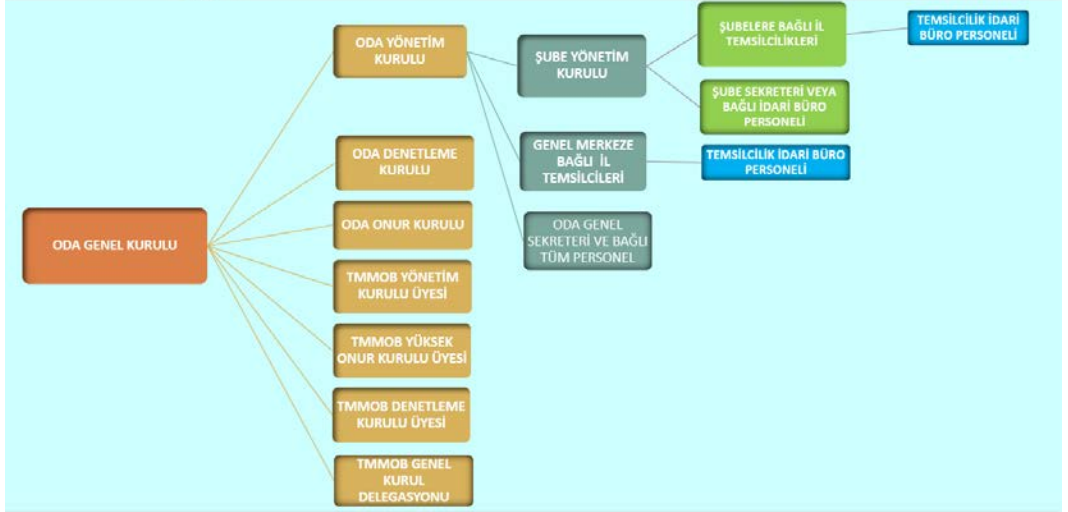 ODA GENEL KURULU
ODA YÖNETİM
KURULU
ODA DENETLEME
KURULU
ODA ONUR KURULU
TMMOB YÖNETİM
KURULU ÜYESİ
TMMOB YÜKSEK
ONUR KURULU ÜYESİ
TMMOB DENETLEME
KURULU ÜYESİ
TMMOB GENEL
KURUL
DELEGASYONU
ŞUBE YÖNETİM
KURULU
GENEL MERKEZE
BAĞLI İL
TEMSİLCİLERİ
ODA GENEL
SEKRETERİ VE BAĞLI
TÜM PERSONEL
ŞUBELERE BAĞLI İL
TEMSİLCİLİKLERİ
ŞUBE SEKRETERİ VEYA
BAĞLI İDARİ BÜRO
PERSONELİ
TEMSİLCİLİK İDARİ BÜRO
PERSONELİ
TEMSİLCİLİK İDARİ
BÜRO PERSONELİ